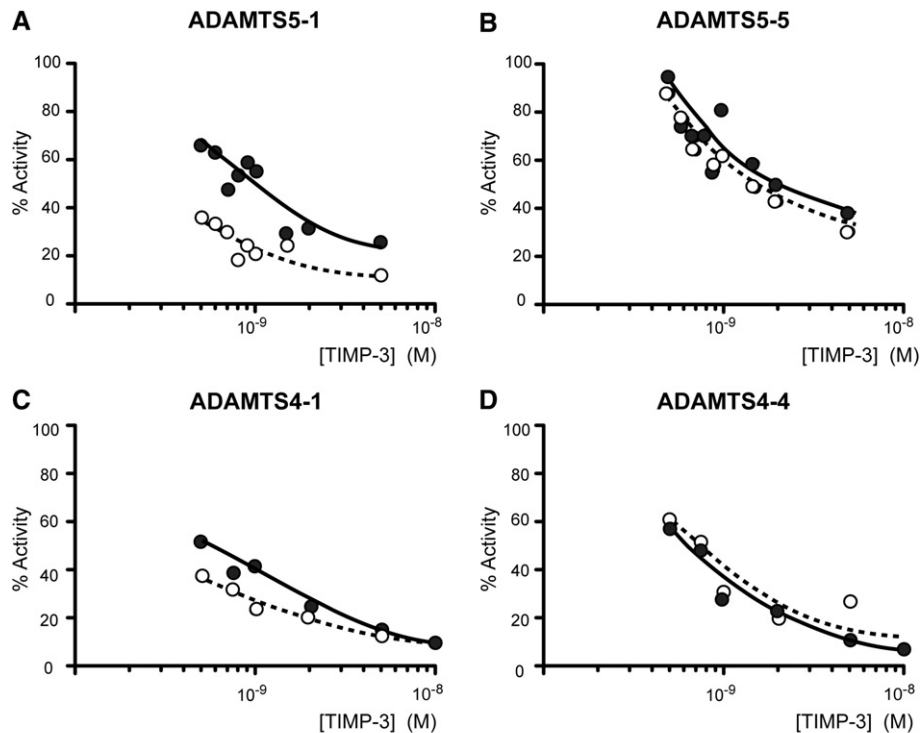 A
ADAMTS5-1
100
80
60
40
20
0
% Activity
10⁻⁹
10⁻⁸
[TIMP-3] (M)
B
ADAMTS5-5
100
80
60
40
20
0
% Activity
10⁻⁹
10⁻⁸
[TIMP-3] (M)
C
ADAMTS4-1
100
80
60
40
20
0
% Activity
10⁻⁹
10⁻⁸
[TIMP-3] (M)
D
ADAMTS4-4
100
80
60
40
20
0
% Activity
10⁻⁹
10⁻⁸
[TIMP-3] (M)